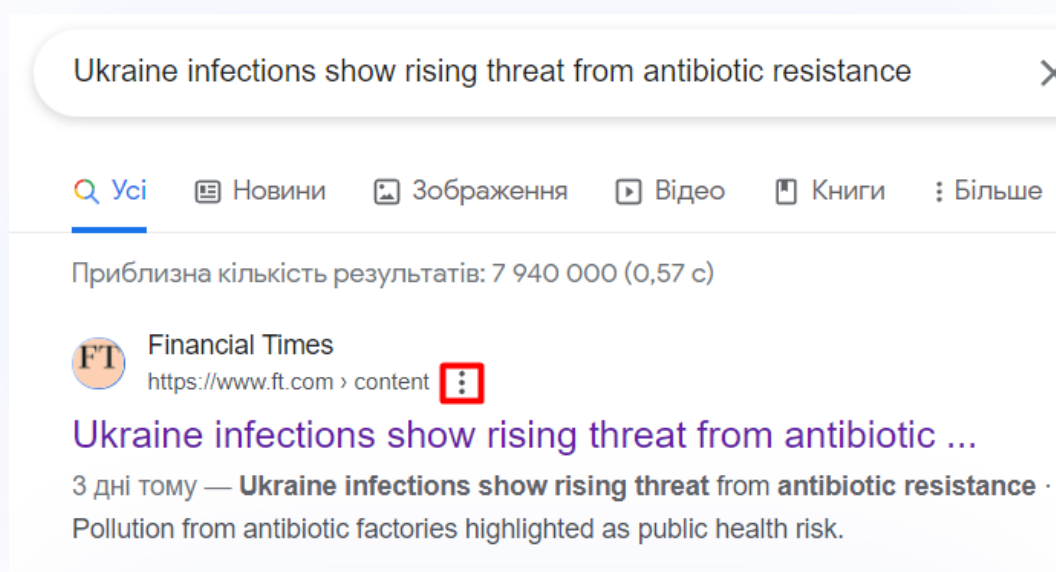 Ukraine infections show rising threat from antibiotic resistance
Усі Новини Зображення Відео Книги Більше
Приблизна кількість результатів: 7 940 000 (0,57 с)
FT
Financial Times
https://www.ft.com › content
Ukraine infections show rising threat from antibiotic ...
3 дні тому — Ukraine infections show rising threat from antibiotic resistance ·
Pollution from antibiotic factories highlighted as public health risk.